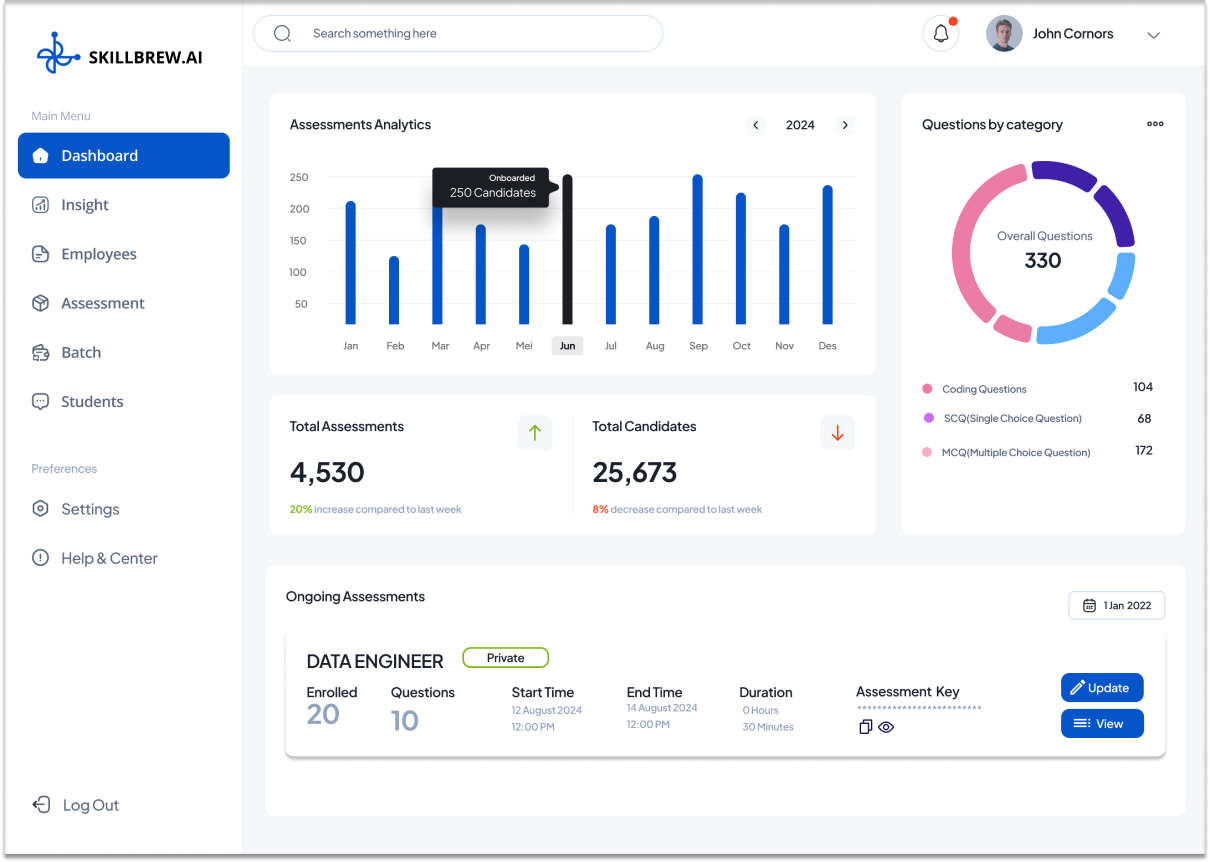 SKILLBREW.AI
Search something here
John Cornors
Main Menu
Dashboard
Insight
Employees
Assessment
Batch
Students
Preferences
Settings
Help & Center
Log Out
Assessments Analytics
2024
250
200
150
100
50
Onboarded
250 Candidates
Jan Feb Mar Apr Mei Jun Jul Aug Sep Oct Nov Des
Questions by category
Overall Questions
330
Coding Questions 104
SCQ(Single Choice Question) 68
MCQ(Multiple Choice Question) 172
Total Assessments
4,530
20% increase compared to last week
Total Candidates
25,673
8% decrease compared to last week
Ongoing Assessments
1 Jan 2022
DATA ENGINEER Private
Enrolled
20
Questions
10
Start Time
12 August 2024
12:00 PM
End Time
14 August 2024
12:00 PM
Duration
0 Hours
30 Minutes
Assessment Key
*************************
Update
View